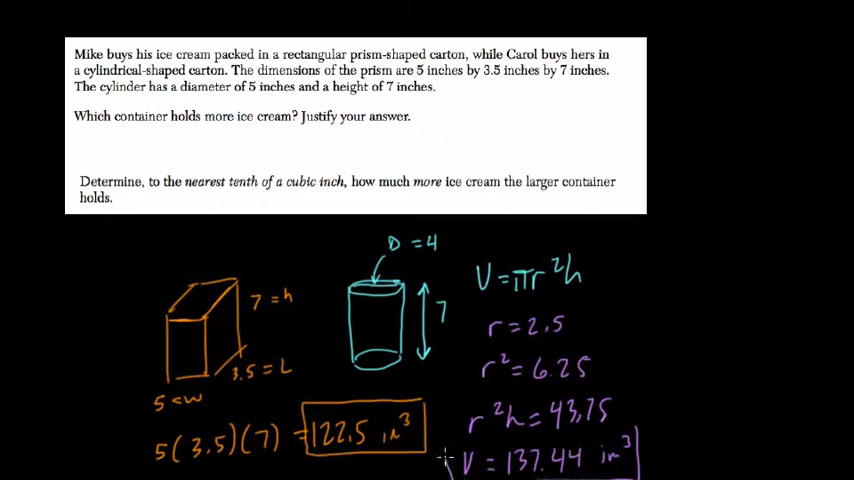 Mike buys his ice cream packed in a rectangular prism-shaped carton, while Carol buys hers in
a cylindrical-shaped carton. The dimensions of the prism are 5 inches by 3.5 inches by 7 inches.
The cylinder has a diameter of 5 inches and a height of 7 inches.
Which container holds more ice cream? Justify your answer.
Determine, to the nearest tenth of a cubic inch, how much more ice cream the larger container
holds.
D = 4
V = πr²h
7 = h
7
r = 2.5
3.5 = L
r² = 6.25
5 = w
r²h = 43.75
5(3.5)(7) = 122.5 in³
V = 137.44 in³